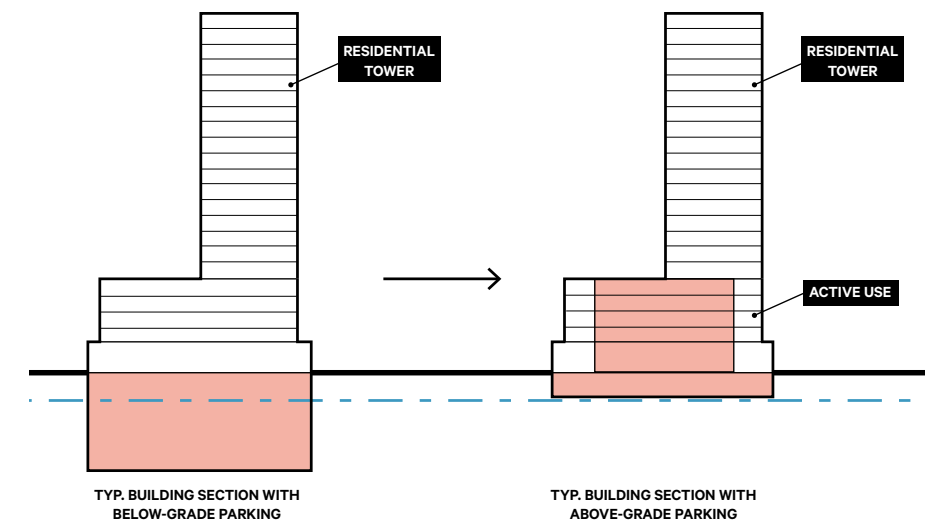 RESIDENTIAL
TOWER
RESIDENTIAL
TOWER
ACTIVE USE
TYP. BUILDING SECTION WITH
BELOW-GRADE PARKING
TYP. BUILDING SECTION WITH
ABOVE-GRADE PARKING